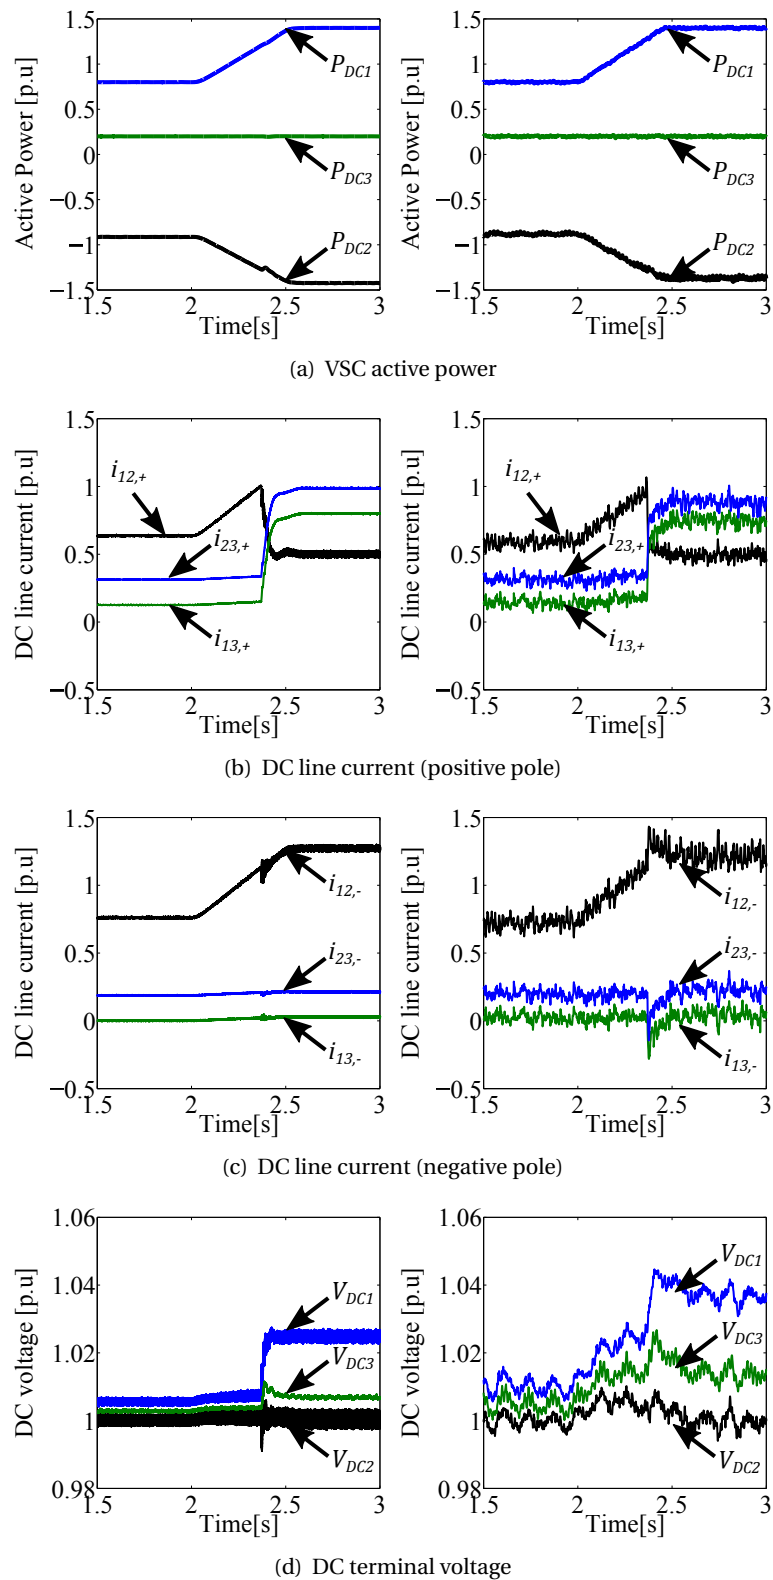 1.5
1
0.5
0
−0.5
−1
−1.5
Active Power [p.u]
P_DC1
P_DC3
P_DC2
1.5 2 2.5 3
Time[s]
1.5
1
0.5
0
−0.5
−1
−1.5
Active Power [p.u]
P_DC1
P_DC3
P_DC2
1.5 2 2.5 3
Time[s]
(a) VSC active power
1.5
1
0.5
0
−0.5
DC line current [p.u]
i_12,+
i_23,+
i_13,+
1.5 2 2.5 3
Time[s]
1.5
1
0.5
0
−0.5
DC line current [p.u]
i_12,+
i_23,+
i_13,+
1.5 2 2.5 3
Time[s]
(b) DC line current (positive pole)
1.5
1
0.5
0
−0.5
DC line current [p.u]
i_12,-
i_23,-
i_13,-
1.5 2 2.5 3
Time[s]
1.5
1
0.5
0
−0.5
DC line current [p.u]
i_12,-
i_23,-
i_13,-
1.5 2 2.5 3
Time[s]
(c) DC line current (negative pole)
1.06
1.04
1.02
1
0.98
DC voltage [p.u]
V_DC1
V_DC3
V_DC2
1.5 2 2.5 3
Time[s]
1.06
1.04
1.02
1
0.98
DC voltage [p.u]
V_DC1
V_DC3
V_DC2
1.5 2 2.5 3
Time[s]
(d) DC terminal voltage